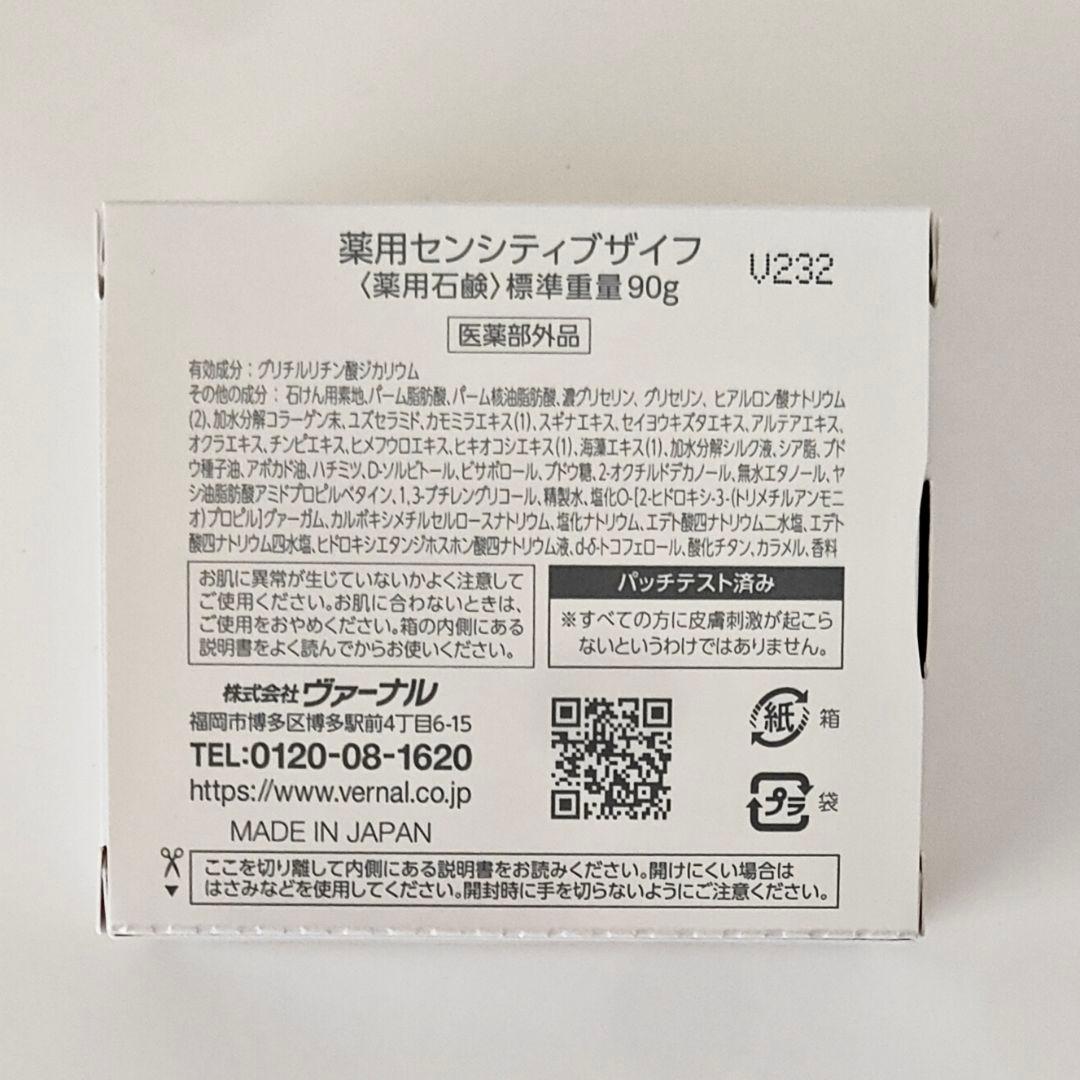 薬用センシティブザイフ
〈薬用石鹸〉標準重量90g
V232
医薬部外品
有効成分：グリチルリチン酸ジカリウム
その他の成分：石けん用素地、パーム脂肪酸、パーム核油脂肪酸、濃グリセリン、グリセリン、ヒアルロン酸ナトリウム
(2)、加水分解コラーゲン末、ユズセラミド、カモミラエキス(1)、スギナエキス、セイヨウキズタエキス、アルテアエキス、
オクラエキス、チンピエキス、ヒメフウロエキス、ヒキオコシエキス(1)、海藻エキス(1)、加水分解シルク液、シア脂、ブド
ウ種子油、アボカド油、ハチミツ、D-ソルビトール、ビサボロール、ブドウ糖、2-オクチルドデカノール、無水エタノール、ヤ
シ油脂肪酸アミドプロピルベタイン、1,3-ブチレングリコール、精製水、塩化O-[2-ヒドロキシ-3-(トリメチルアンモニ
オ)プロピル]グァーガム、カルボキシメチルセルロースナトリウム、塩化ナトリウム、エデト酸四ナトリウム二水塩、エデト
酸四ナトリウム四水塩、ヒドロキシエタンジホスホン酸四ナトリウム液、d-δ-トコフェロール、酸化チタン、カラメル、香料
お肌に異常が生じていないかよく注意して
ご使用ください。お肌に合わないときは、
ご使用をおやめください。箱の内側にある
説明書をよく読んでからお使いください。
パッチテスト済み
※すべての方に皮膚刺激が起こら
ないというわけではありません。
株式会社ヴァーナル
福岡市博多区博多駅前4丁目6-15
TEL:0120-08-1620
https://www.vernal.co.jp
MADE IN JAPAN
紙 箱
プラ 袋
ここを切り離して内側にある説明書をお読みください。開けにくい場合は
はさみなどを使用してください。開封時に手を切らないようにご注意ください。